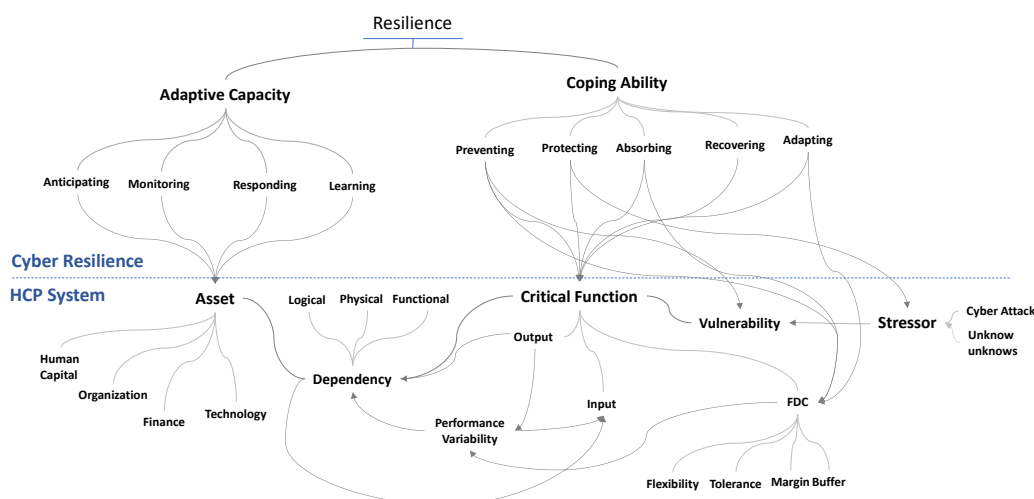 Resilience
Adaptive Capacity
Coping Ability
Preventing
Protecting
Absorbing
Recovering
Adapting
Anticipating
Monitoring
Responding
Learning
Cyber Resilience
HCP System
Asset
Logical
Physical
Functional
Critical Function
Vulnerability
Stressor
Cyber Attack
Unknow
unknows
Output
Human
Capital
Organization
Finance
Technology
Dependency
Performance
Variability
Input
FDC
Flexibility
Tolerance
Margin Buffer